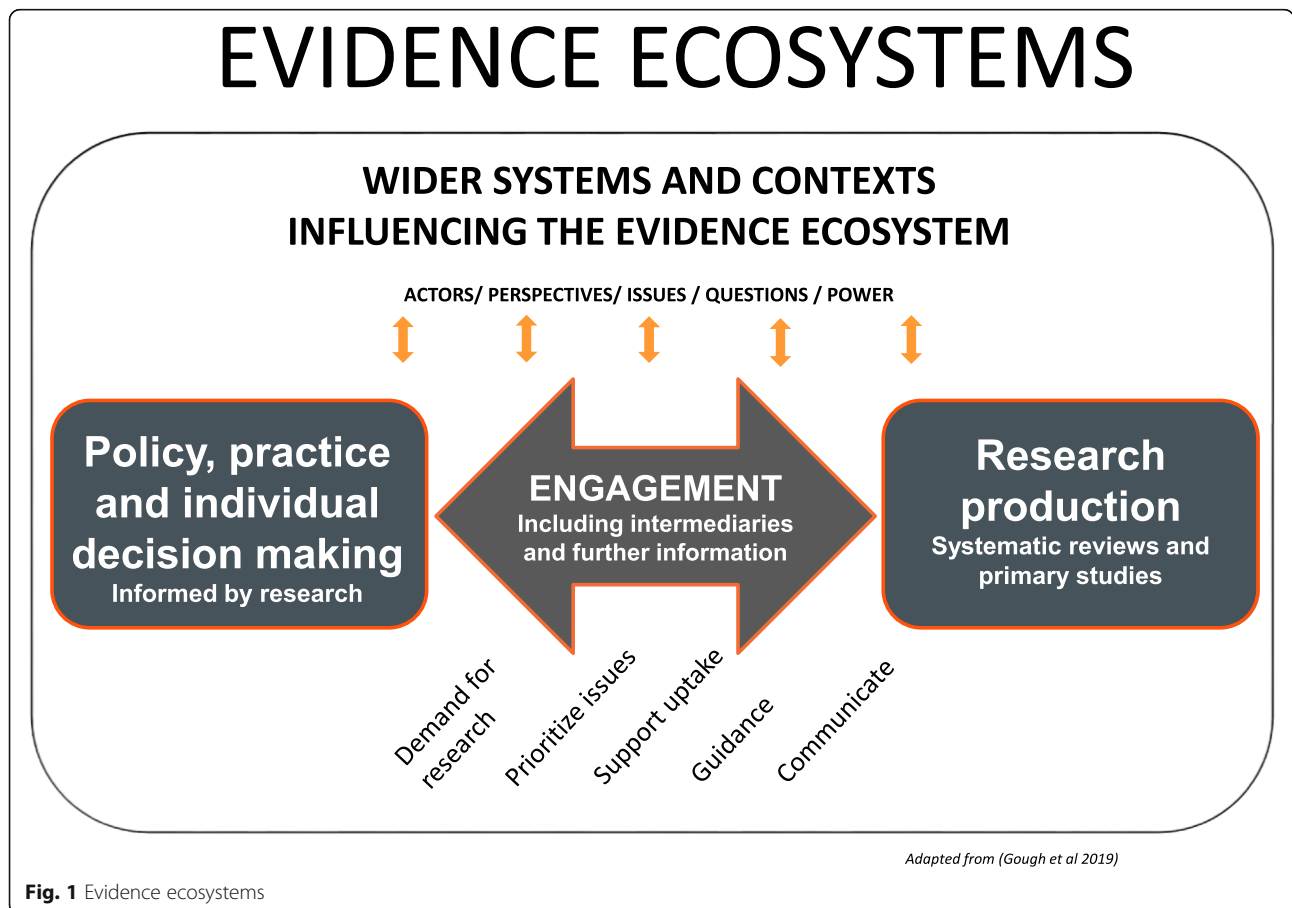 EVIDENCE ECOSYSTEMS
WIDER SYSTEMS AND CONTEXTS
INFLUENCING THE EVIDENCE ECOSYSTEM
ACTORS/ PERSPECTIVES/ ISSUES / QUESTIONS / POWER
Policy, practice
and individual
decision making
Informed by research
ENGAGEMENT
Including intermediaries
and further information
Research
production
Systematic reviews and
primary studies
Demand for
research
Prioritize issues
Support uptake
Guidance
Communicate
Adapted from (Gough et al 2019)
Fig. 1 Evidence ecosystems